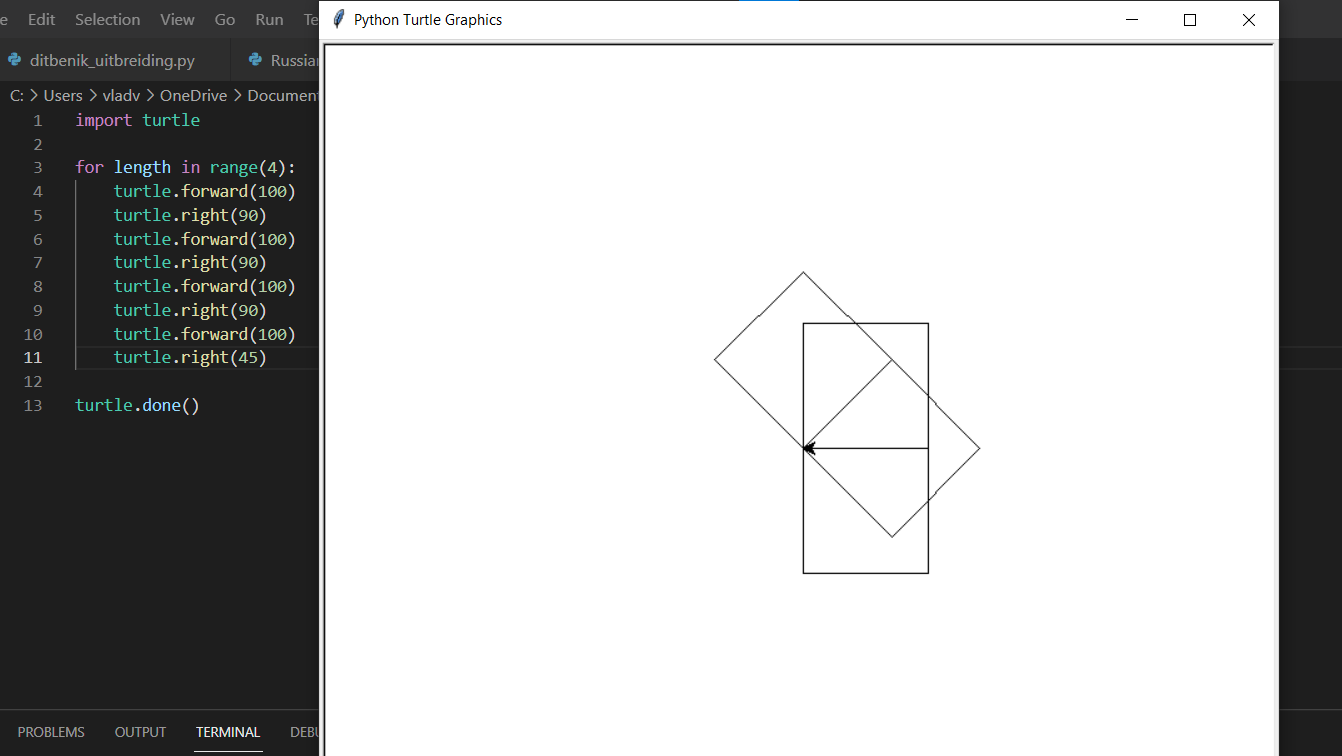 e Edit Selection View Go Run Te
Python Turtle Graphics
ditbenik_uitbreiding.py Russian
C: > Users > vladv > OneDrive > Document
1 import turtle
2
3 for length in range(4):
4 turtle.forward(100)
5 turtle.right(90)
6 turtle.forward(100)
7 turtle.right(90)
8 turtle.forward(100)
9 turtle.right(90)
10 turtle.forward(100)
11 turtle.right(45)
12
13 turtle.done()
PROBLEMS OUTPUT TERMINAL DEBU